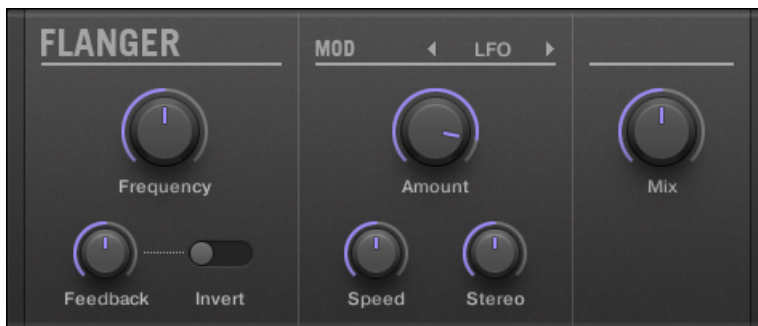 FLANGER
MOD LFO
Frequency Amount Mix
Feedback Invert Speed Stereo